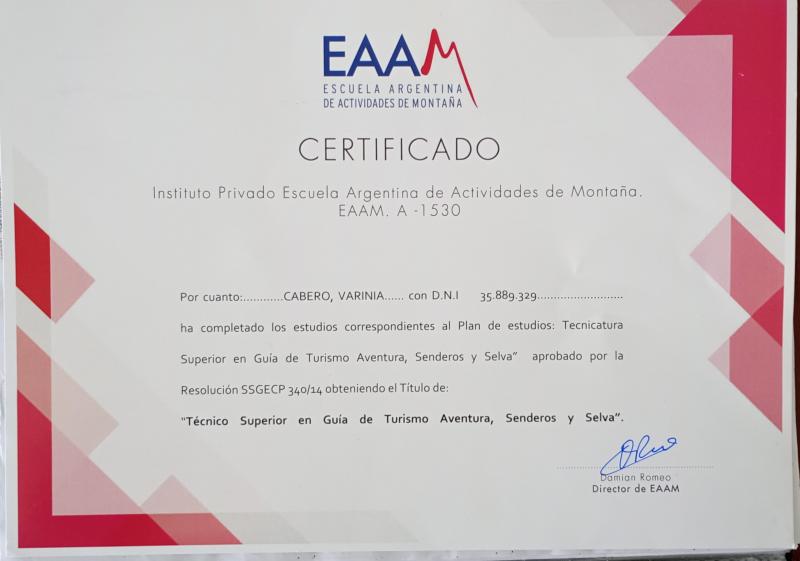 EAAM
ESCUELA ARGENTINA
DE ACTIVIDADES DE MONTAÑA
CERTIFICADO
Instituto Privado Escuela Argentina de Actividades de Montaña.
EAAM. A -1530
Por cuanto:............CABERO, VARINIA...... con D.N.I 35.889.329..........................
ha completado los estudios correspondientes al Plan de estudios: Tecnicatura
Superior en Guía de Turismo Aventura, Senderos y Selva” aprobado por la
Resolución SSGECP 340/14 obteniendo el Título de:
“Técnico Superior en Guía de Turismo Aventura, Senderos y Selva”.
Damian Romeo
Director de EAAM